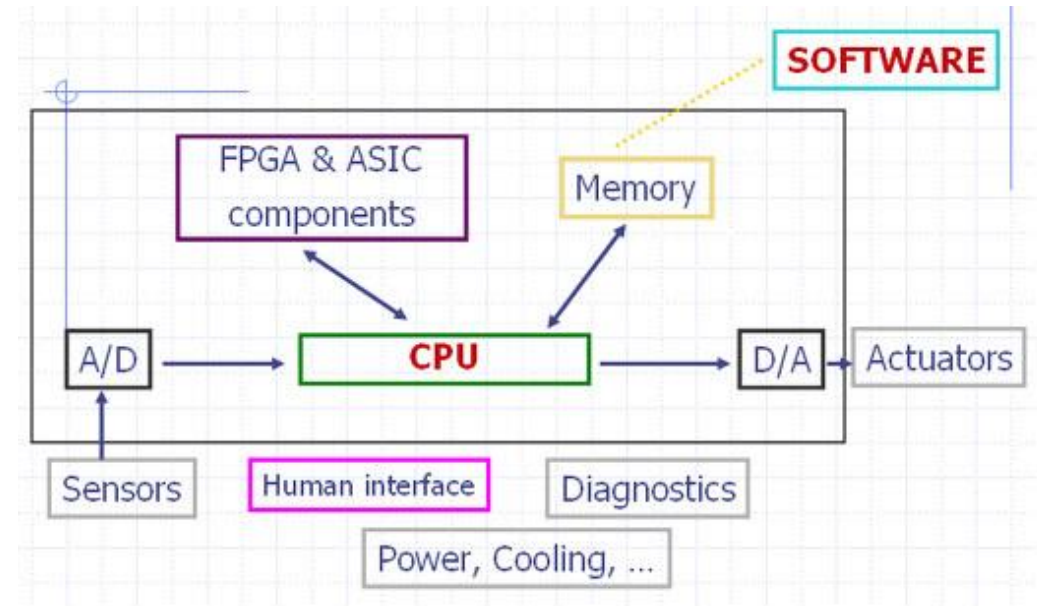 SOFTWARE
FPGA & ASIC
components
Memory
A/D
CPU
D/A
Actuators
Sensors
Human interface
Diagnostics
Power, Cooling, ...